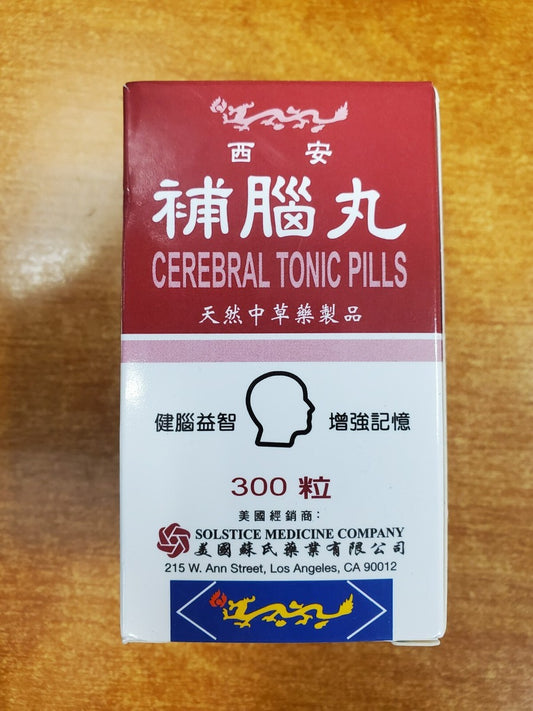 西 安
補腦丸
CEREBRAL TONIC PILLS
天然中草藥製品
健腦益智 增強記憶
300 粒
美國經銷商：
SOLSTICE MEDICINE COMPANY
美國蘇氏藥業有限公司
215 W. Ann Street, Los Angeles, CA 90012